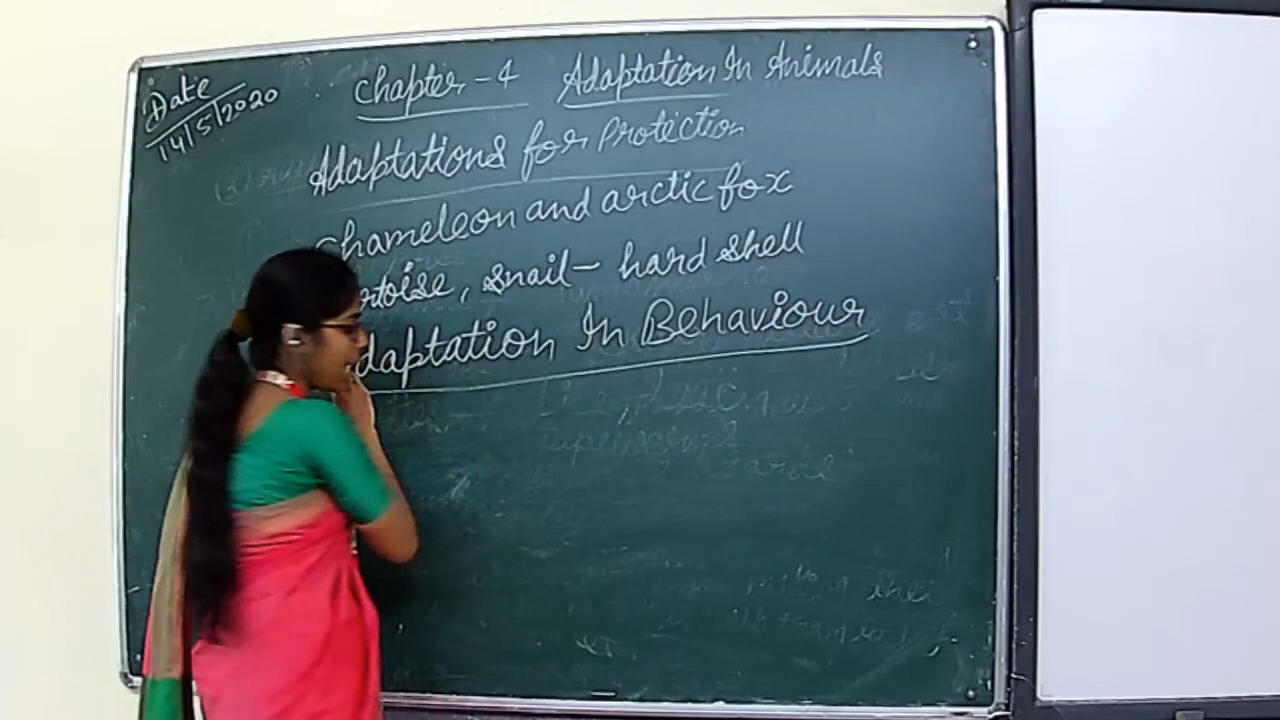 Date
14/5/2020
Chapter - 4 Adaptation In Animals
Adaptations for Protection
Chameleon and arctic fox
rtoise, snail - hard shell
daptation In Behaviour